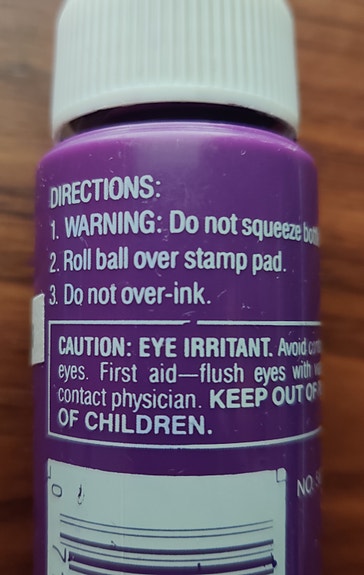 DIRECTIONS:
1. WARNING: Do not squeeze
2. Roll ball over stamp pad.
3. Do not over-ink.
CAUTION: EYE IRRITANT. Avoid
eyes. First aid—flush eyes with
contact physician. KEEP OUT OF
OF CHILDREN.
NO.